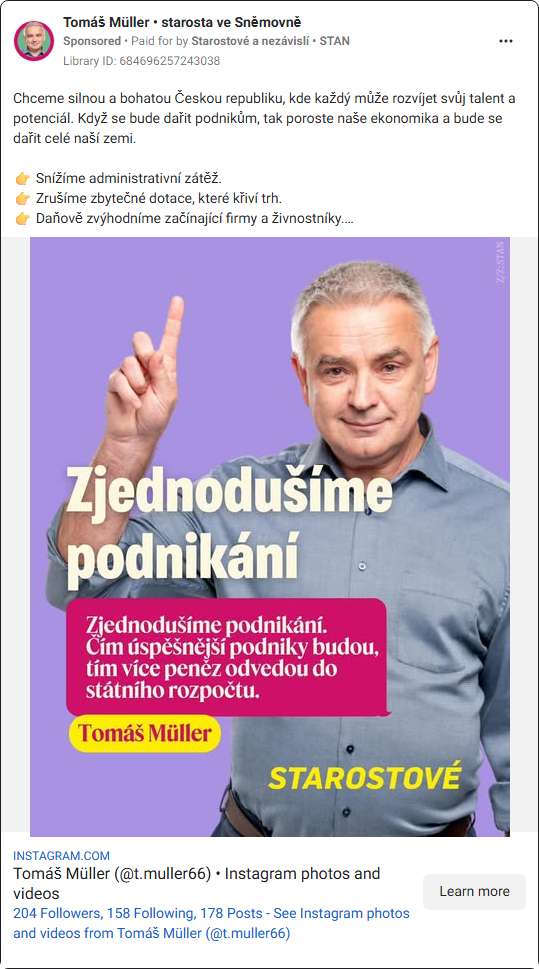 Tomáš Müller • starosta ve Sněmovně
Sponsored • Paid for by Starostové a nezávislí • STAN
Library ID: 684696257243038
Chceme silnou a bohatou Českou republiku, kde každý může rozvíjet svůj talent a
potenciál. Když se bude dařit podnikům, tak poroste naše ekonomika a bude se
dařit celé naší zemi.
👉 Snížíme administrativní zátěž.
👉 Zrušíme zbytečné dotace, které křiví trh.
👉 Daňově zvýhodníme začínající firmy a živnostníky....
Z/Z:STAN
Zjednodušíme
podnikání
Zjednodušíme podnikání.
Čím úspěšnější podniky budou,
tím více peněz odvedou do
státního rozpočtu.
Tomáš Müller
STAROSTOVÉ
INSTAGRAM.COM
Tomáš Müller (@t.muller66) • Instagram photos and
videos
204 Followers, 158 Following, 178 Posts - See Instagram photos
and videos from Tomáš Müller (@t.muller66)
Learn more